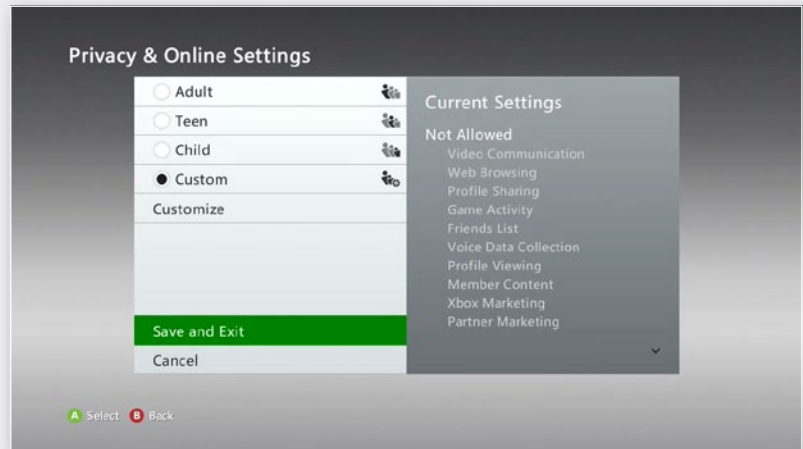 Privacy & Online Settings
Adult
Teen
Child
Custom
Customize
Save and Exit
Cancel
Current Settings
Not Allowed
Video Communication
Web Browsing
Profile Sharing
Game Activity
Friends List
Voice Data Collection
Profile Viewing
Member Content
Xbox Marketing
Partner Marketing
A Select B Back